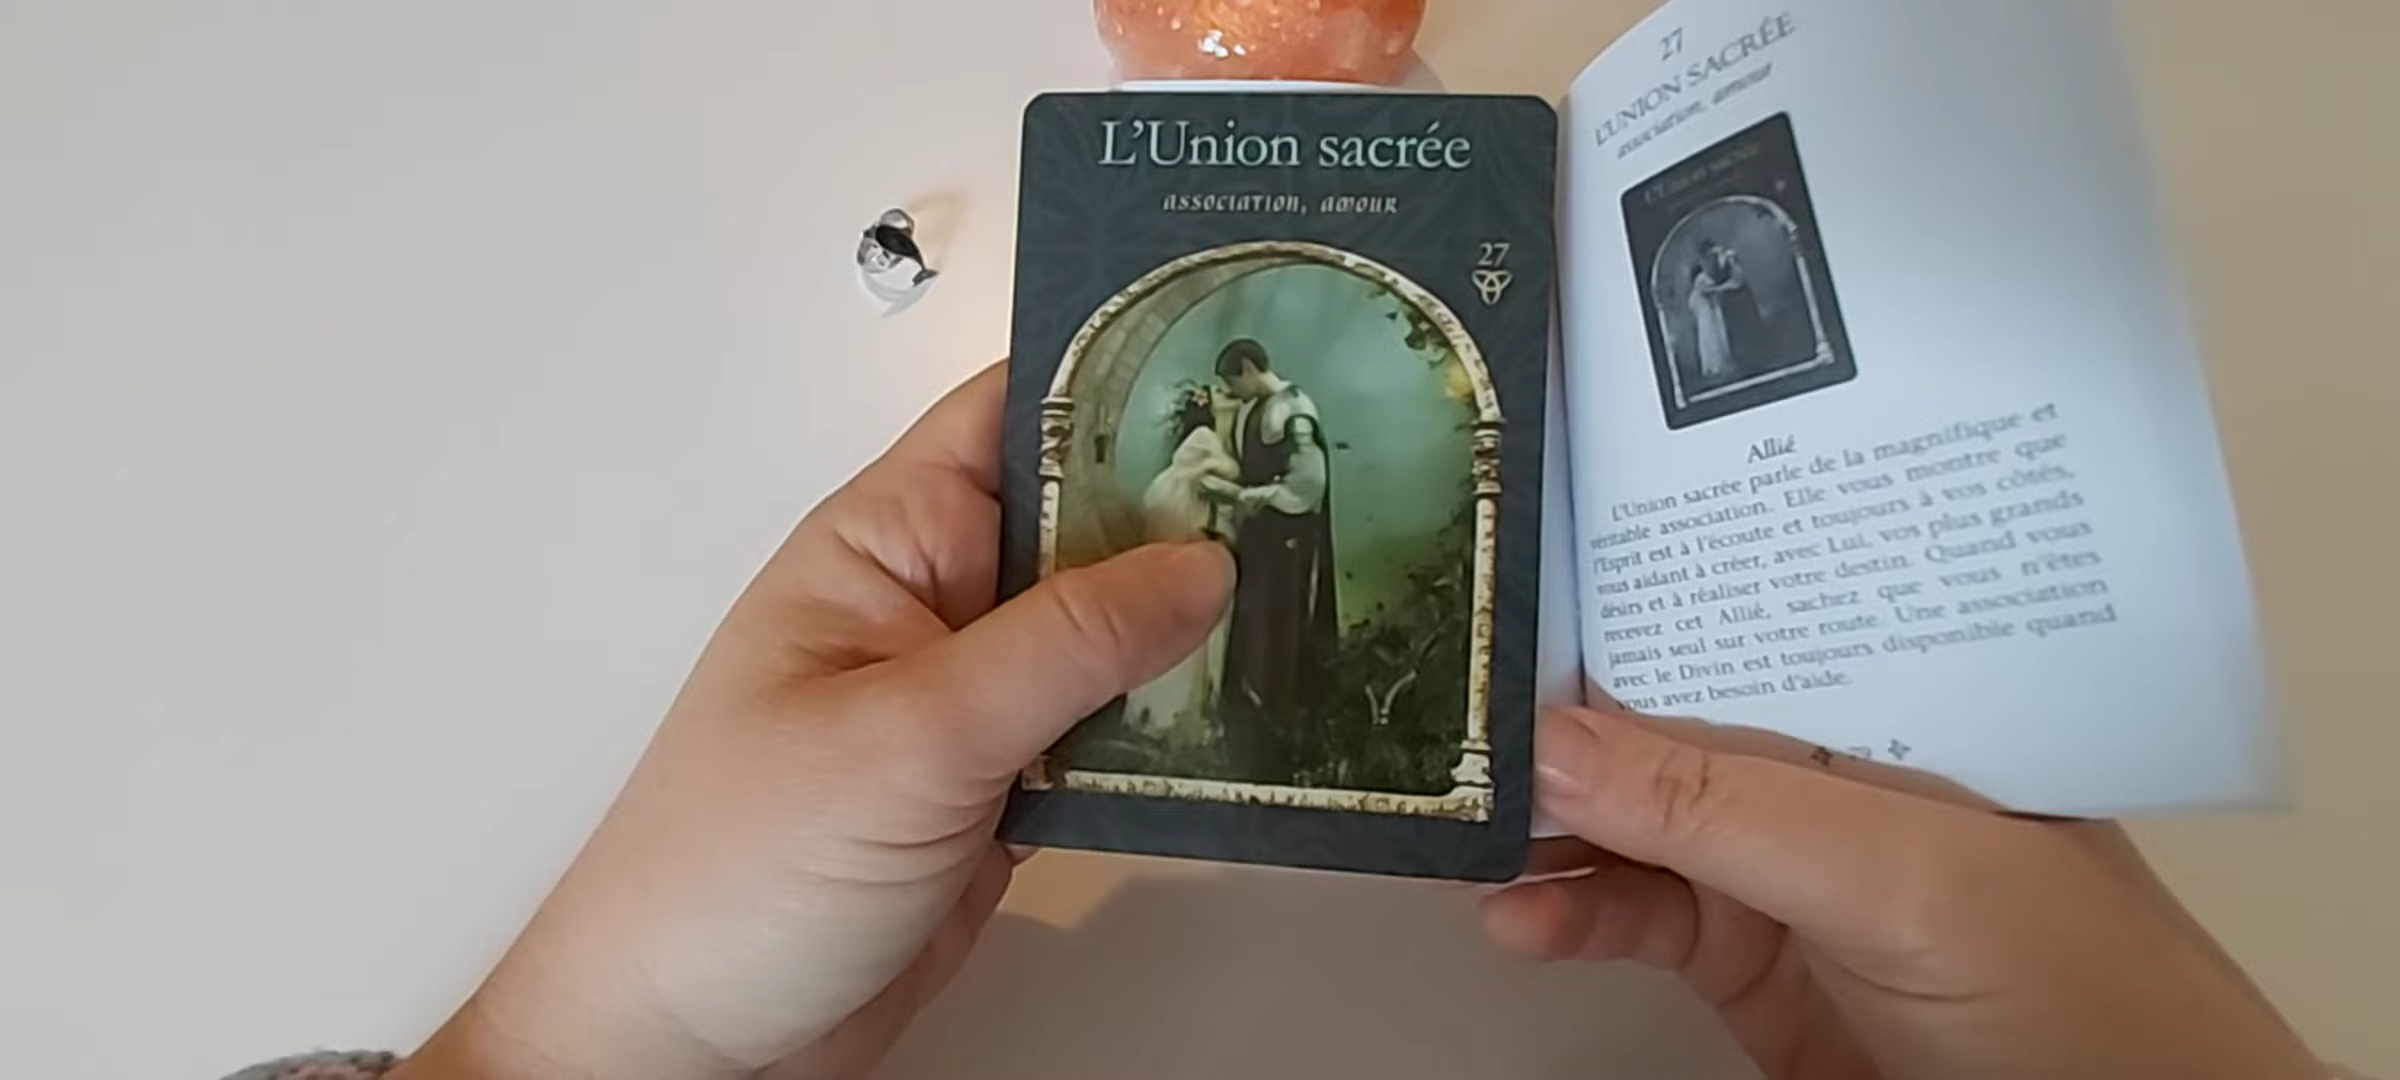 L'Union sacrée
association, amour
27
27
L'UNION SACRÉE
association, amour
L'Union sacrée
Allié
L'Union sacrée parle de la magnifique et
véritable association. Elle vous montre que
l'Esprit est à l'écoute et toujours à vos côtés,
vous aidant à créer, avec Lui, vos plus grands
désirs et à réaliser votre destin. Quand vous
recevez cet Allié, sachez que vous n'êtes
jamais seul sur votre route. Une association
avec le Divin est toujours disponible quand
vous avez besoin d'aide.